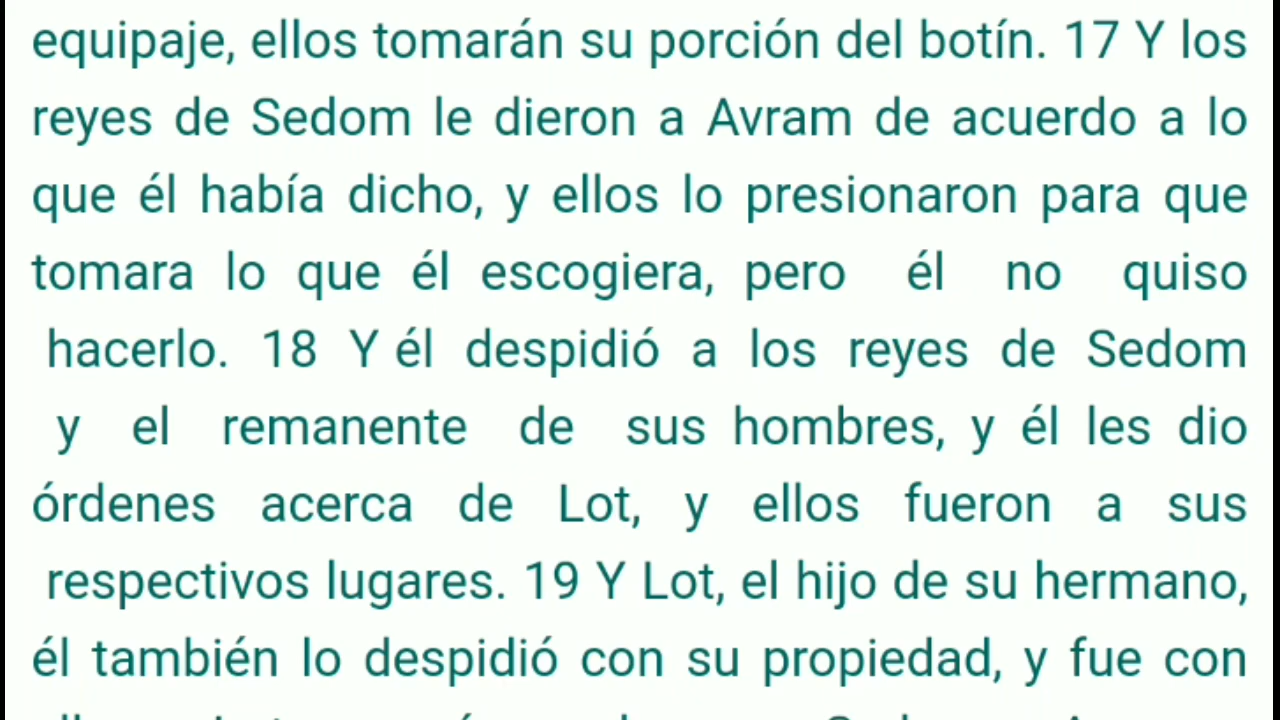 equipaje, ellos tomarán su porción del botín. 17 Y los
reyes de Sedom le dieron a Avram de acuerdo a lo
que él había dicho, y ellos lo presionaron para que
tomara lo que él escogiera, pero él no quiso
hacerlo. 18 Y él despidió a los reyes de Sedom
y el remanente de sus hombres, y él les dio
órdenes acerca de Lot, y ellos fueron a sus
respectivos lugares. 19 Y Lot, el hijo de su hermano,
él también lo despidió con su propiedad, y fue con